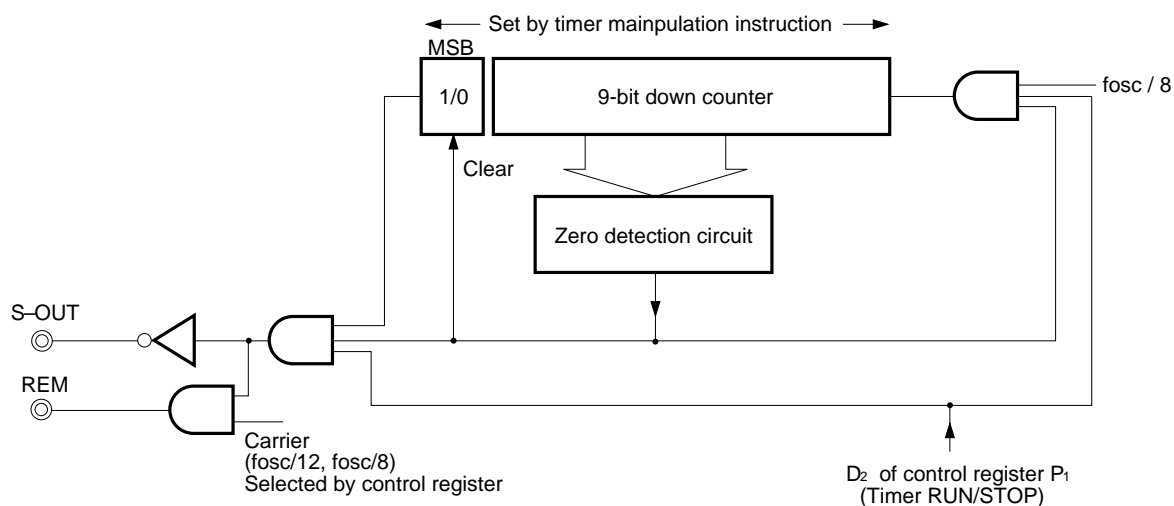 Set by timer mainpulation instruction
MSB
1/0
9-bit down counter
fosc / 8
Clear
Zero detection circuit
S–OUT
REM
Carrier
(fosc/12, fosc/8)
Selected by control register
D₂ of control register P₁
(Timer RUN/STOP)